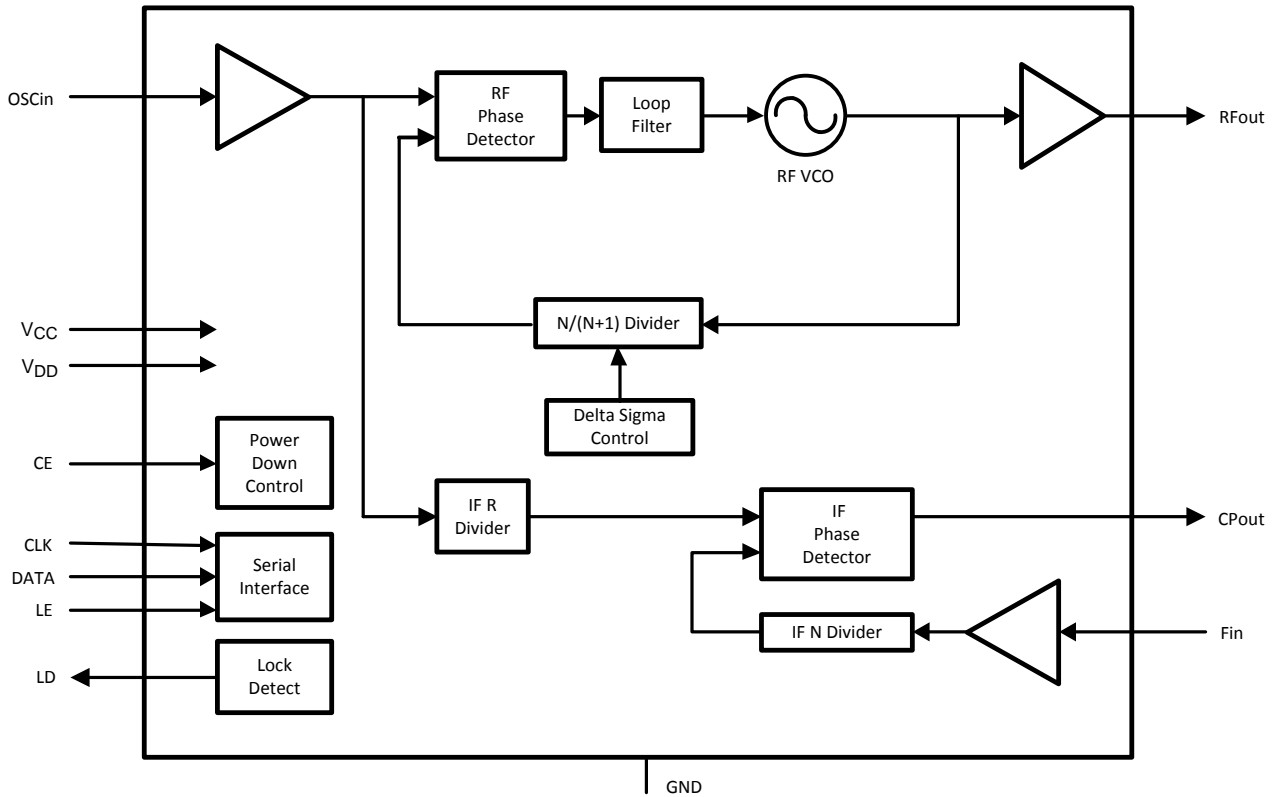 OSCin
RF
Phase
Detector
Loop
Filter
RF VCO
RFout
VCC
VDD
N/(N+1) Divider
Delta Sigma
Control
CE
Power
Down
Control
IF R
Divider
IF
Phase
Detector
CPout
CLK
DATA
LE
Serial
Interface
IF N Divider
Fin
LD
Lock
Detect
GND